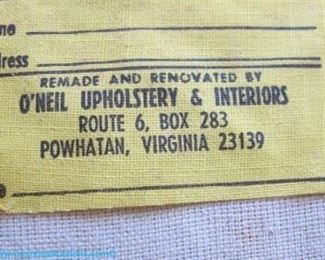 REMADE AND RENOVATED BY
O'NEIL UPHOLSTERY & INTERIORS
ROUTE 6, BOX 283
POWHATAN, VIRGINIA 23139